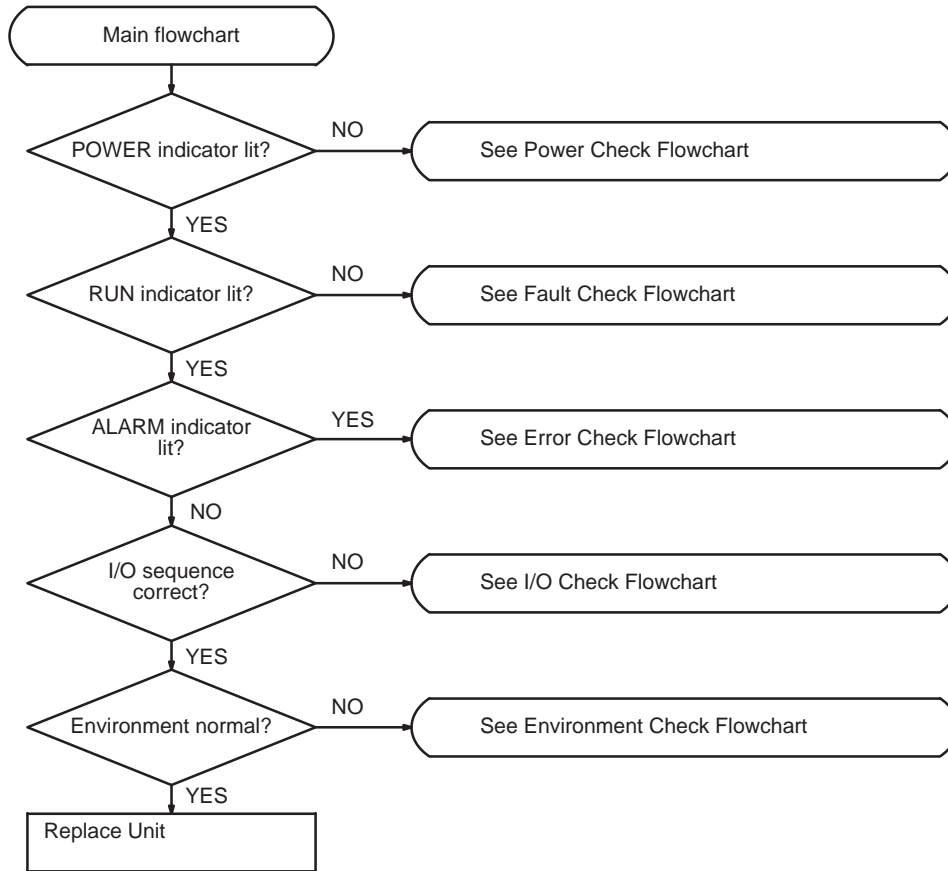 Main flowchart
POWER indicator lit?
NO
See Power Check Flowchart
YES
RUN indicator lit?
NO
See Fault Check Flowchart
YES
ALARM indicator
lit?
YES
See Error Check Flowchart
NO
I/O sequence
correct?
NO
See I/O Check Flowchart
YES
Environment normal?
NO
See Environment Check Flowchart
YES
Replace Unit